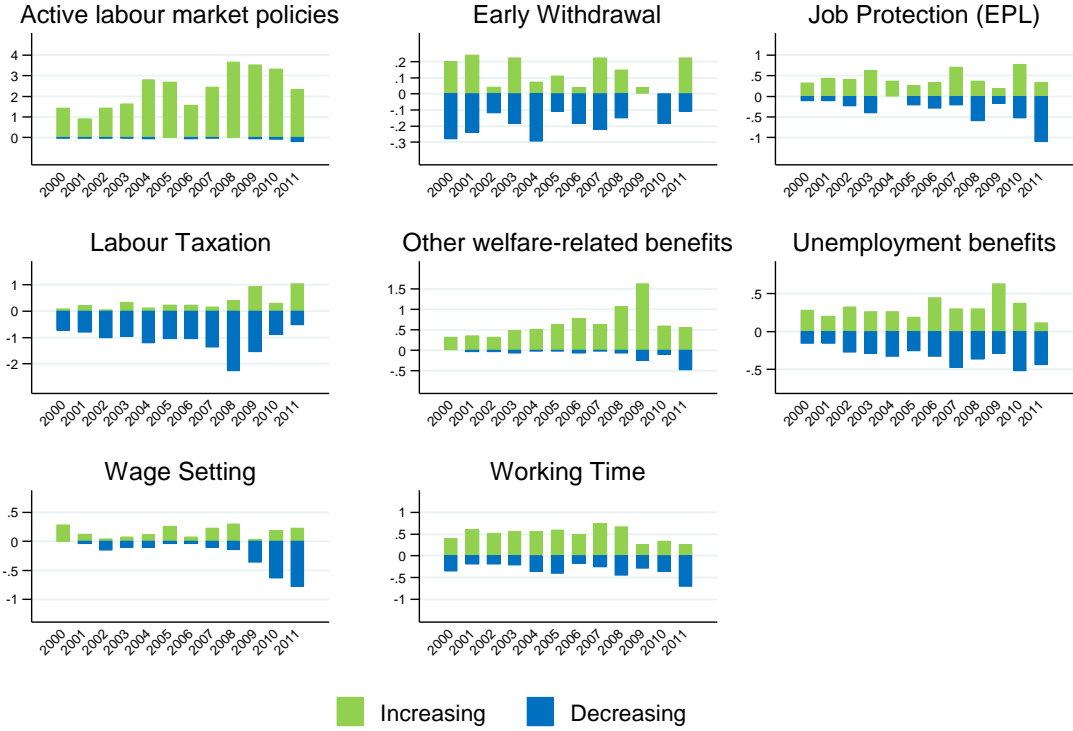 Active labour market policies
4
3
2
1
0
2000 2001 2002 2003 2004 2005 2006 2007 2008 2009 2010 2011
Early Withdrawal
.2
.1
0
-.1
-.2
-.3
2000 2001 2002 2003 2004 2005 2006 2007 2008 2009 2010 2011
Job Protection (EPL)
1
.5
0
-.5
-1
2000 2001 2002 2003 2004 2005 2006 2007 2008 2009 2010 2011
Labour Taxation
1
0
-1
-2
2000 2001 2002 2003 2004 2005 2006 2007 2008 2009 2010 2011
Other welfare-related benefits
1.5
1
.5
0
-.5
2000 2001 2002 2003 2004 2005 2006 2007 2008 2009 2010 2011
Unemployment benefits
.5
0
-.5
2000 2001 2002 2003 2004 2005 2006 2007 2008 2009 2010 2011
Wage Setting
.5
0
-.5
-1
2000 2001 2002 2003 2004 2005 2006 2007 2008 2009 2010 2011
Working Time
1
.5
0
-.5
-1
2000 2001 2002 2003 2004 2005 2006 2007 2008 2009 2010 2011
Increasing Decreasing